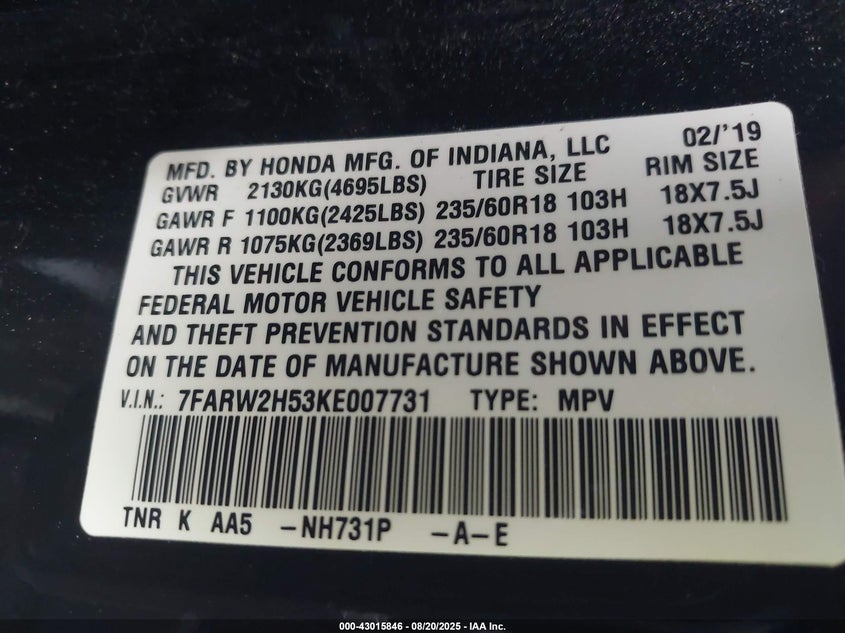 MFD. BY HONDA MFG. OF INDIANA, LLC 02/'19
GVWR 2130KG(4695LBS) TIRE SIZE RIM SIZE
GAWR F 1100KG(2425LBS) 235/60R18 103H 18X7.5J
GAWR R 1075KG(2369LBS) 235/60R18 103H 18X7.5J
THIS VEHICLE CONFORMS TO ALL APPLICABLE
FEDERAL MOTOR VEHICLE SAFETY
AND THEFT PREVENTION STANDARDS IN EFFECT
ON THE DATE OF MANUFACTURE SHOWN ABOVE.
V.I.N.: 7FARW2H53KE007731 TYPE: MPV
TNR K AA5 -NH731P -A-E
000-43015846 - 08/20/2025 - IAA Inc.